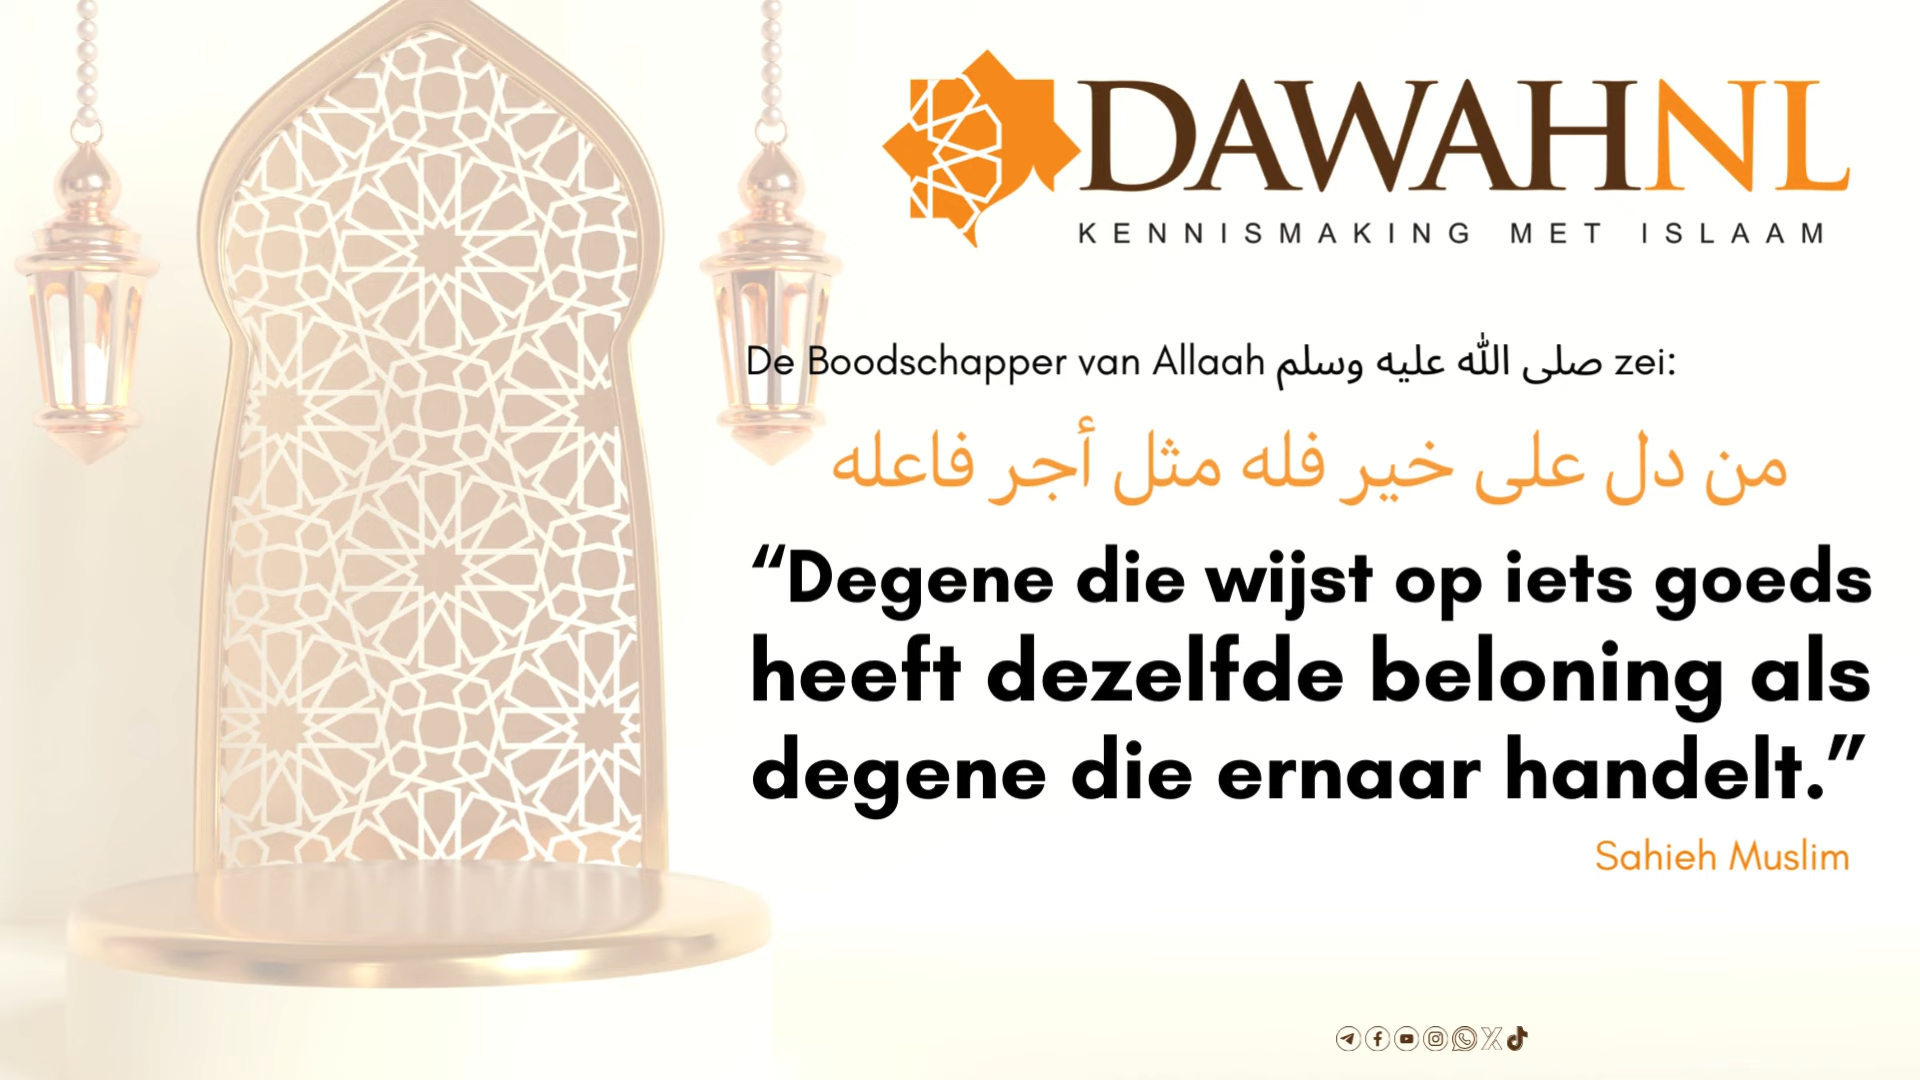 DAWAHNL
KENNISMAKING MET ISLAAM
De Boodschapper van Allaah صلى الله عليه وسلم zei:
من دل على خير فله مثل أجر فاعله
“Degene die wijst op iets goeds
heeft dezelfde beloning als
degene die ernaar handelt.”
Sahieh Muslim